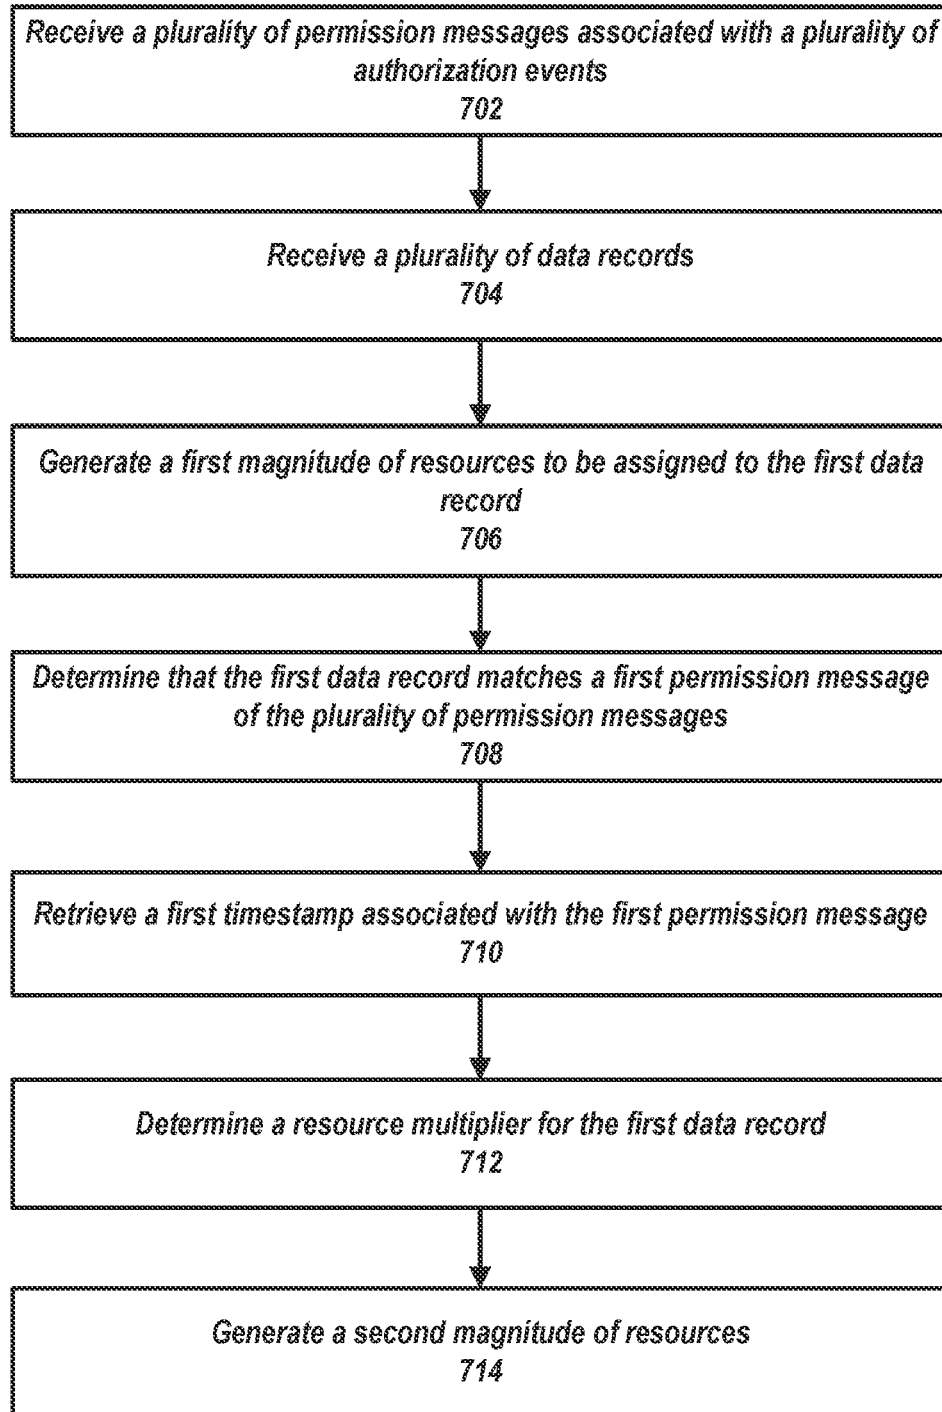 Receive a plurality of permission messages associated with a plurality of
authorization events
702
Receive a plurality of data records
704
Generate a first magnitude of resources to be assigned to the first data
record
706
Determine that the first data record matches a first permission message
of the plurality of permission messages
708
Retrieve a first timestamp associated with the first permission message
710
Determine a resource multiplier for the first data record
712
Generate a second magnitude of resources
714